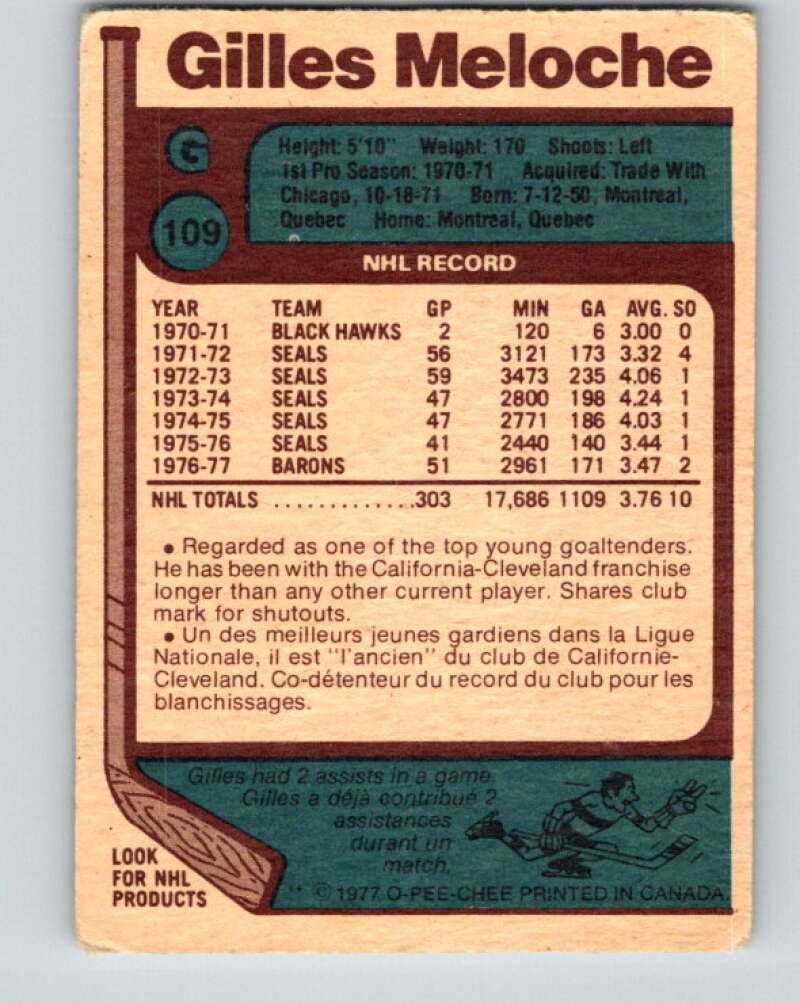 Gilles Meloche
G
Height: 5'10" Weight: 170 Shoots: Left
1st Pro Season: 1970-71 Acquired: Trade With
Chicago, 10-18-71 Born: 7-12-50, Montreal,
Quebec Home: Montreal, Quebec
109
NHL RECORD
YEAR TEAM GP MIN GA AVG. SO
1970-71 BLACK HAWKS 2 120 6 3.00 0
1971-72 SEALS 56 3121 173 3.32 4
1972-73 SEALS 59 3473 235 4.06 1
1973-74 SEALS 47 2800 198 4.24 1
1974-75 SEALS 47 2771 186 4.03 1
1975-76 SEALS 41 2440 140 3.44 1
1976-77 BARONS 51 2961 171 3.47 2
NHL TOTALS .............303 17,686 1109 3.76 10
• Regarded as one of the top young goaltenders.
He has been with the California-Cleveland franchise
longer than any other current player. Shares club
mark for shutouts.
• Un des meilleurs jeunes gardiens dans la Ligue
Nationale, il est "l'ancien" du club de Californie-
Cleveland. Co-détenteur du record du club pour les
blanchissages.
Gilles had 2 assists in a game.
Gilles a déjà contribué 2
assistances
durant un
match.
LOOK
FOR NHL
PRODUCTS
** © 1977 O-PEE-CHEE PRINTED IN CANADA.